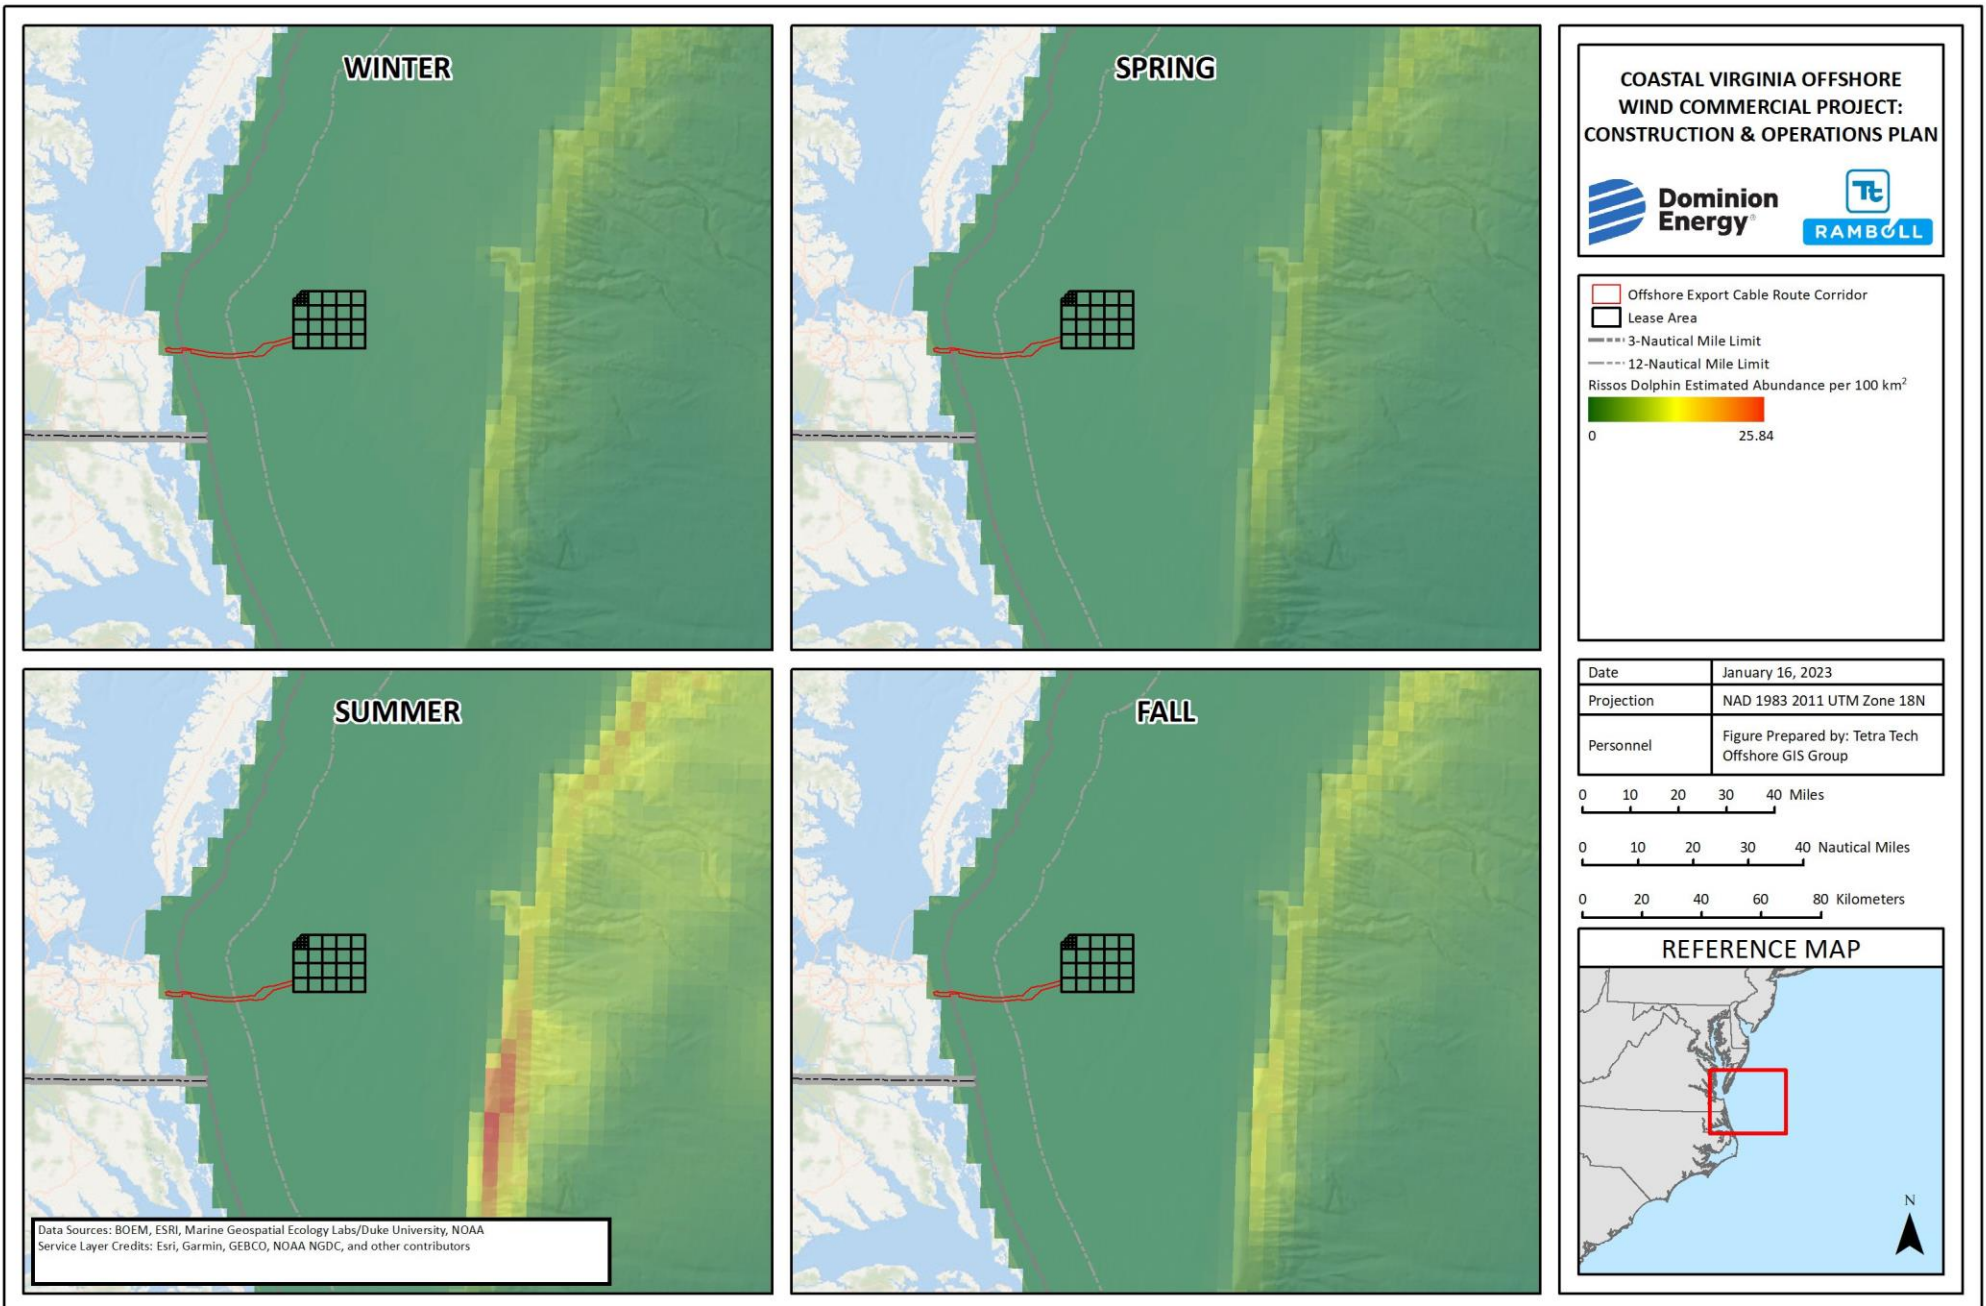 WINTER
SPRING
SUMMER
FALL
Data Sources: BOEM, ESRI, Marine Geospatial Ecology Labs/Duke University, NOAA
Service Layer Credits: Esri, Garmin, GEBCO, NOAA NGDC, and other contributors
COASTAL VIRGINIA OFFSHORE
WIND COMMERCIAL PROJECT:
CONSTRUCTION & OPERATIONS PLAN
Dominion
Energy®
Tt
RAMBOLL
Offshore Export Cable Route Corridor
Lease Area
3-Nautical Mile Limit
12-Nautical Mile Limit
Rissos Dolphin Estimated Abundance per 100 km²
0 25.84
Date January 16, 2023
Projection NAD 1983 2011 UTM Zone 18N
Personnel Figure Prepared by: Tetra Tech
Offshore GIS Group
0 10 20 30 40 Miles
0 10 20 30 40 Nautical Miles
0 20 40 60 80 Kilometers
REFERENCE MAP
N